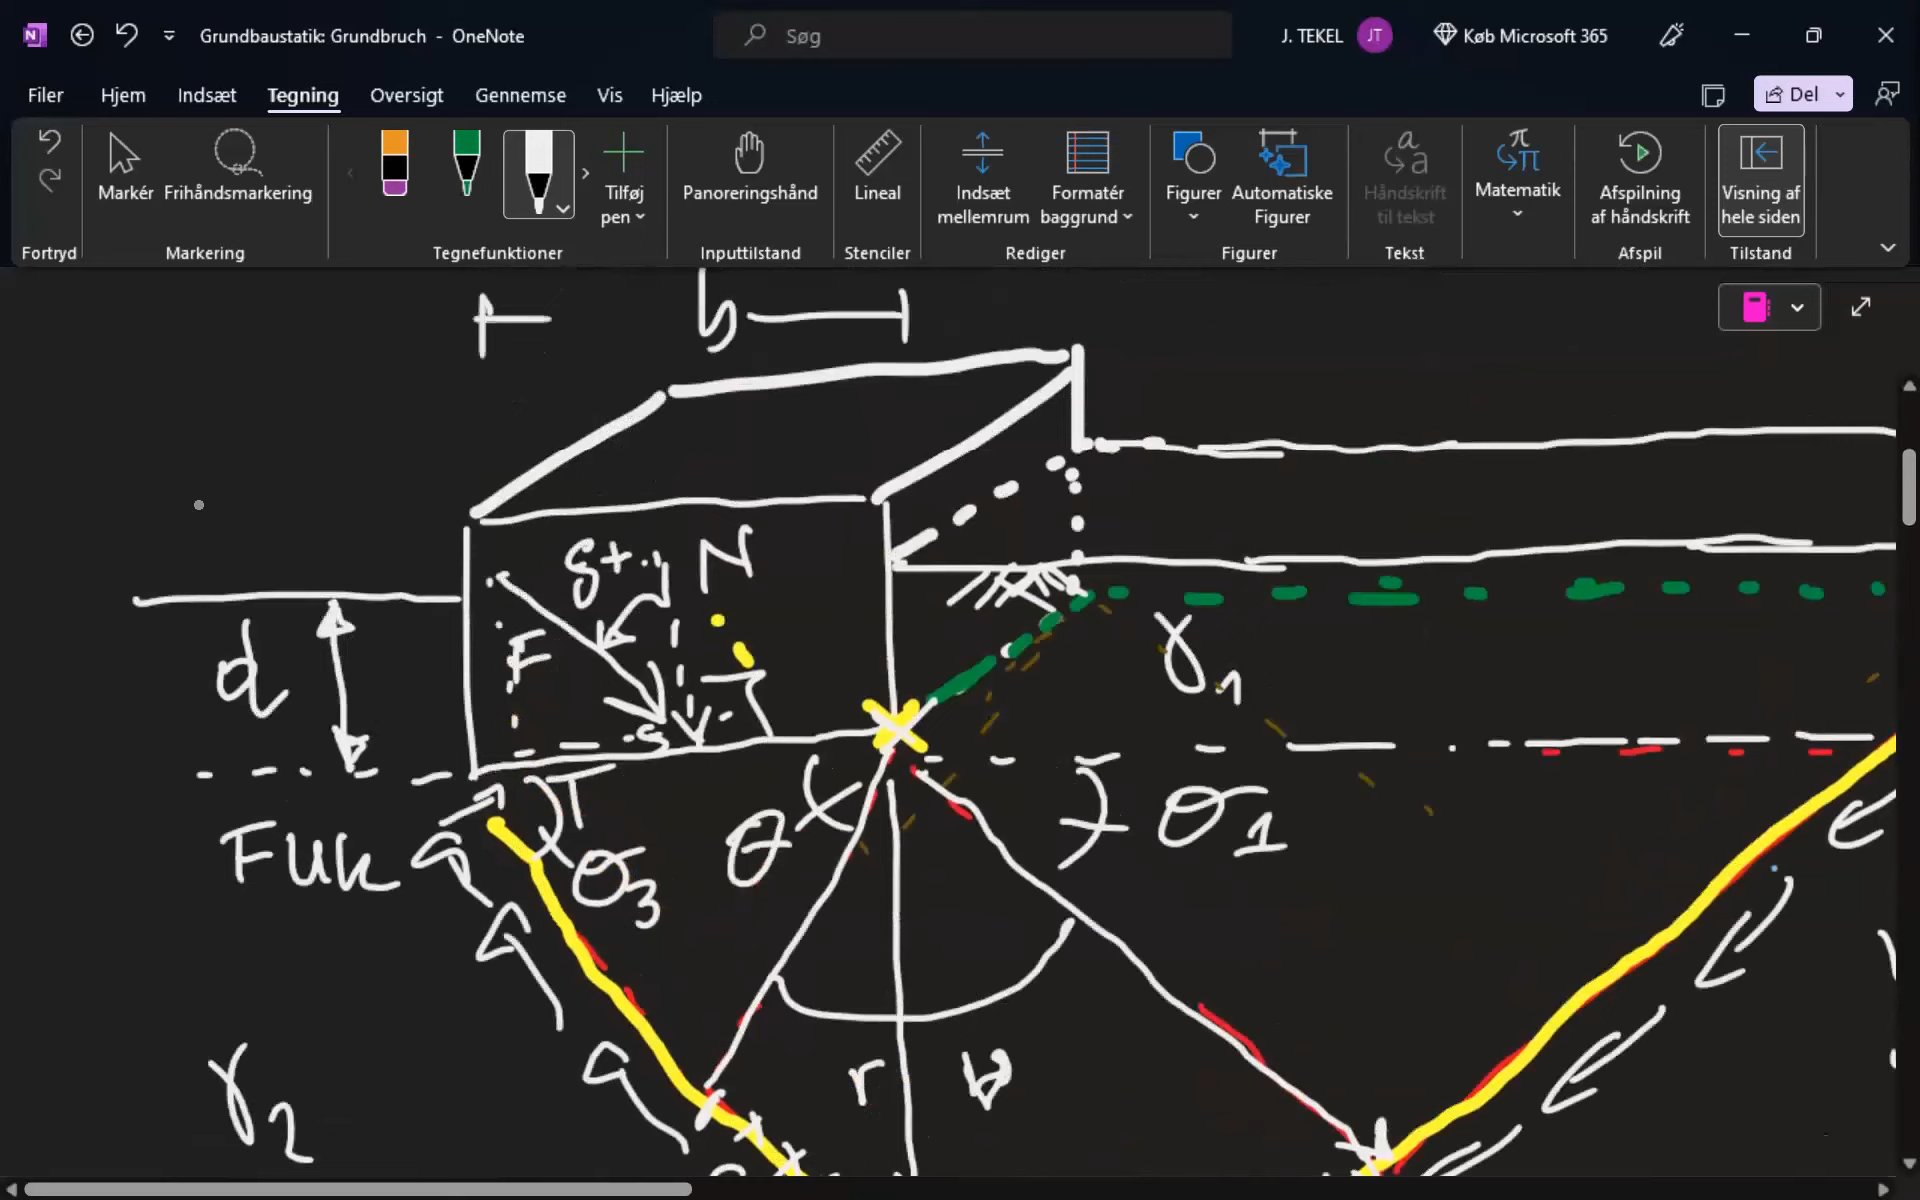 Grundbaustatik: Grundbruch - OneNote
Søg
J. TEKEL
JT
Køb Microsoft 365
Filer
Hjem
Indsæt
Tegning
Oversigt
Gennemse
Vis
Hjælp
Del
Markér
Frihåndsmarkering
Tilføj
pen
Panoreringshånd
Lineal
Indsæt
mellemrum
Formatér
baggrund
Figurer
Automatiske
Figurer
Håndskrift
til tekst
Matematik
Afspilning
af håndskrift
Visning af
hele siden
Fortryd
Markering
Tegnefunktioner
Inputtilstand
Stenciler
Rediger
Figurer
Tekst
Afspil
Tilstand
b
N
F
d
γ1
T
FUK
γ2
r